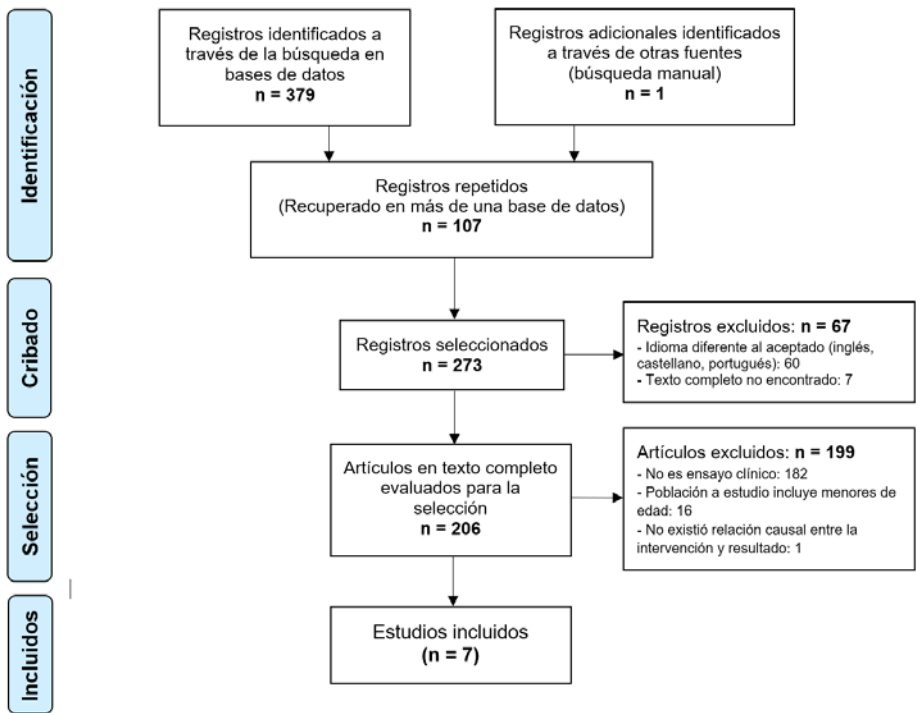 Identificación
Registros identificados a
través de la búsqueda en
bases de datos
n = 379
Registros adicionales identificados
a través de otras fuentes
(búsqueda manual)
n = 1
Registros repetidos
(Recuperado en más de una base de datos)
n = 107
Cribado
Registros seleccionados
n = 273
Registros excluidos: n = 67
- Idioma diferente al aceptado (inglés,
castellano, portugués): 60
- Texto completo no encontrado: 7
Selección
Artículos en texto completo
evaluados para la
selección
n = 206
Artículos excluidos: n = 199
- No es ensayo clínico: 182
- Población a estudio incluye menores de
edad: 16
- No existió relación causal entre la
intervención y resultado: 1
Incluidos
Estudios incluidos
(n = 7)